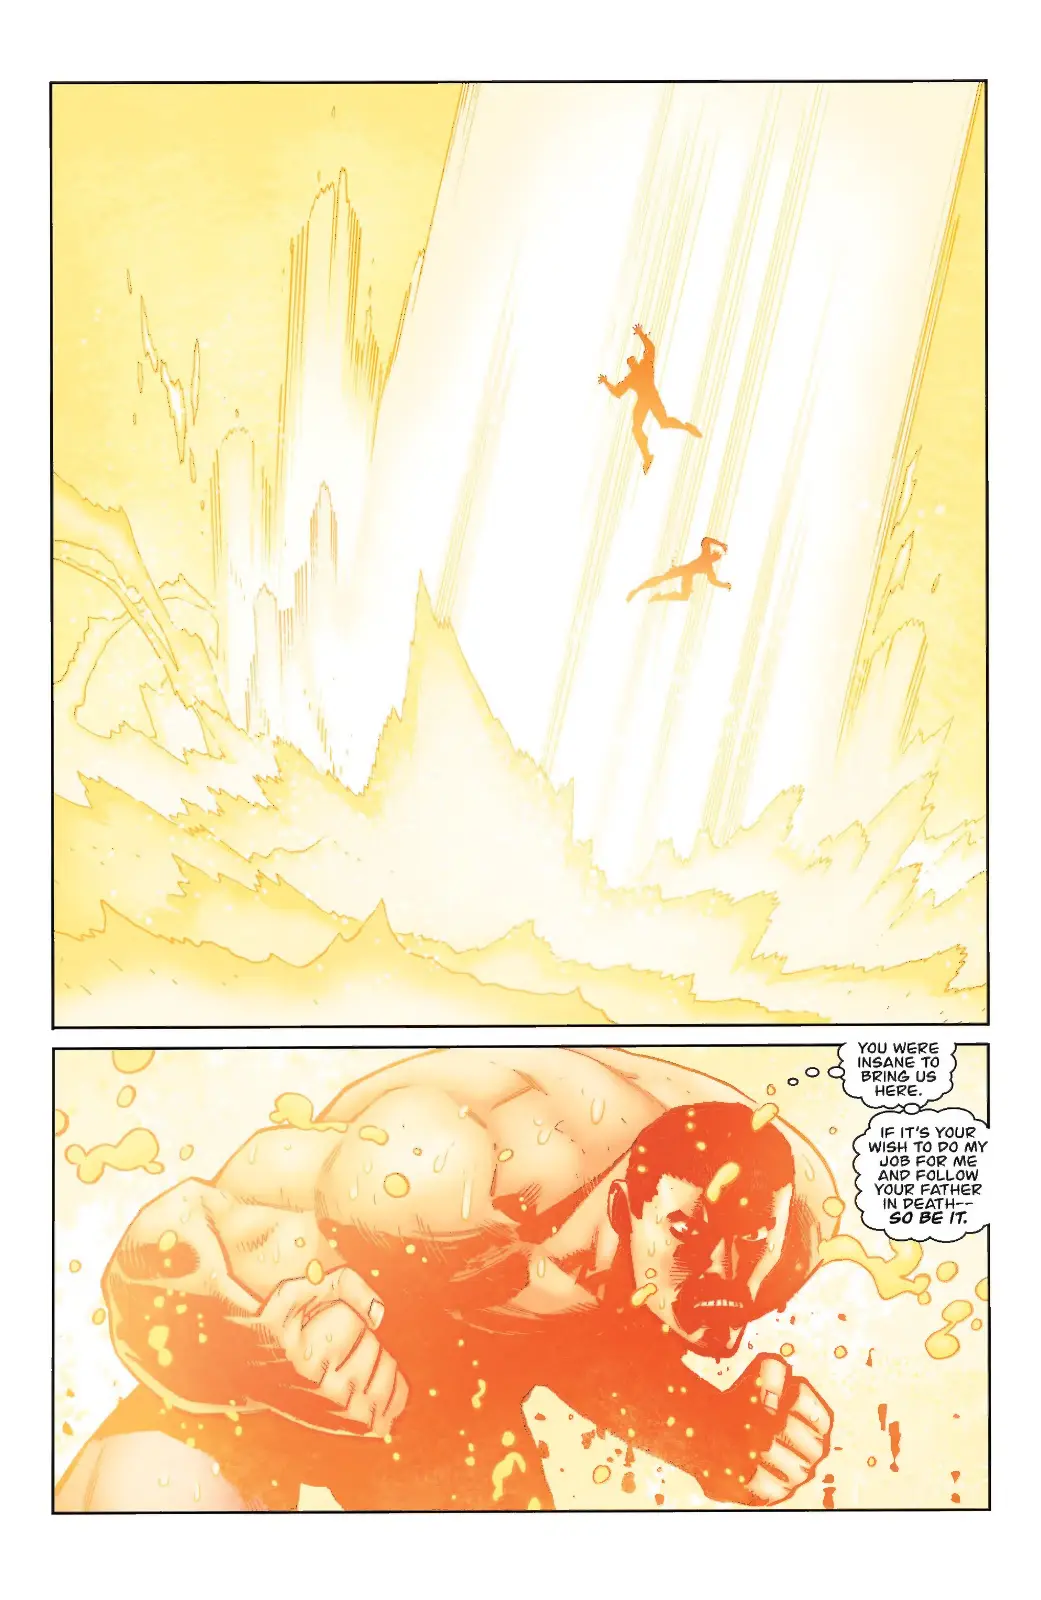 YOU WERE
INSANE TO
BRING US
HERE.
IF IT'S YOUR
WISH TO DO MY
JOB FOR ME
AND FOLLOW
YOUR FATHER
IN DEATH--
SO BE IT.